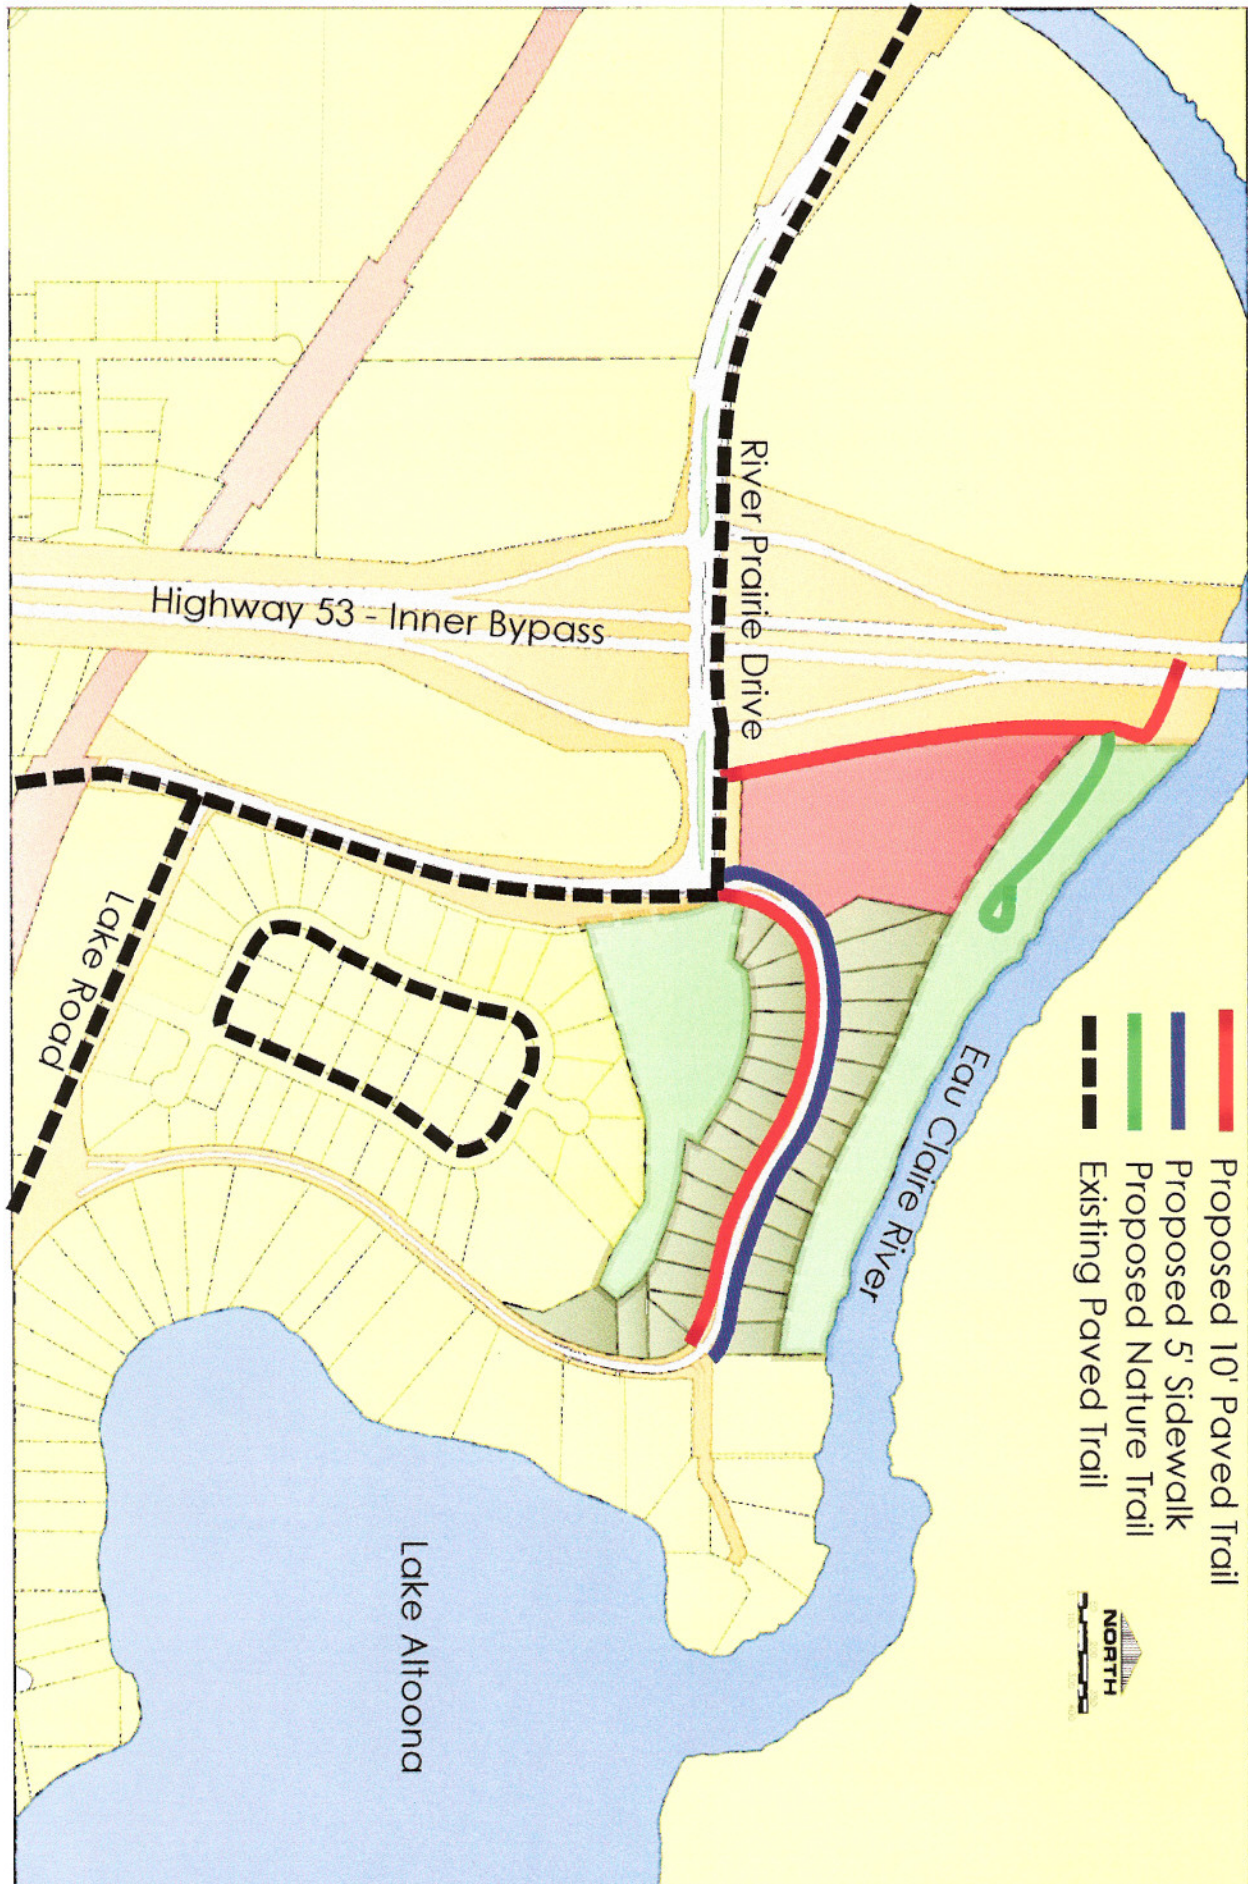 Proposed 10' Paved Trail
Proposed 5' Sidewalk
Proposed Nature Trail
Existing Paved Trail
NORTH
Eau Claire River
River Prairie Drive
Highway 53 - Inner Bypass
Lake Road
Lake Altoona